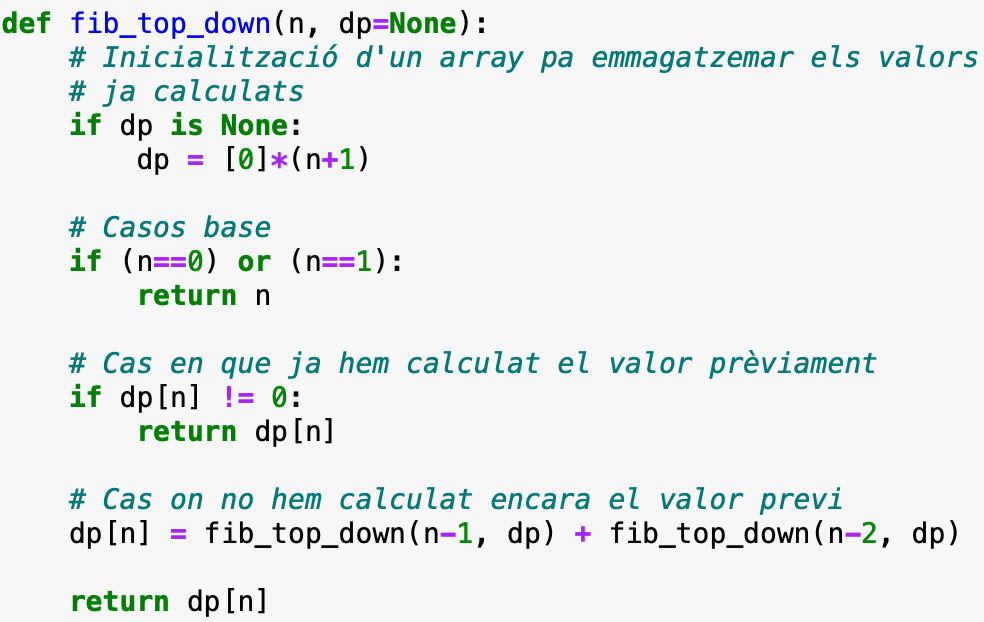 def fib_top_down(n, dp=None):
    # Inicialització d'un array pa emmagatzemar els valors
    # ja calculats
    if dp is None:
        dp = [0]*(n+1)

    # Casos base
    if (n==0) or (n==1):
        return n

    # Cas en que ja hem calculat el valor prèviament
    if dp[n] != 0:
        return dp[n]

    # Cas on no hem calculat encara el valor previ
    dp[n] = fib_top_down(n-1, dp) + fib_top_down(n-2, dp)

    return dp[n]